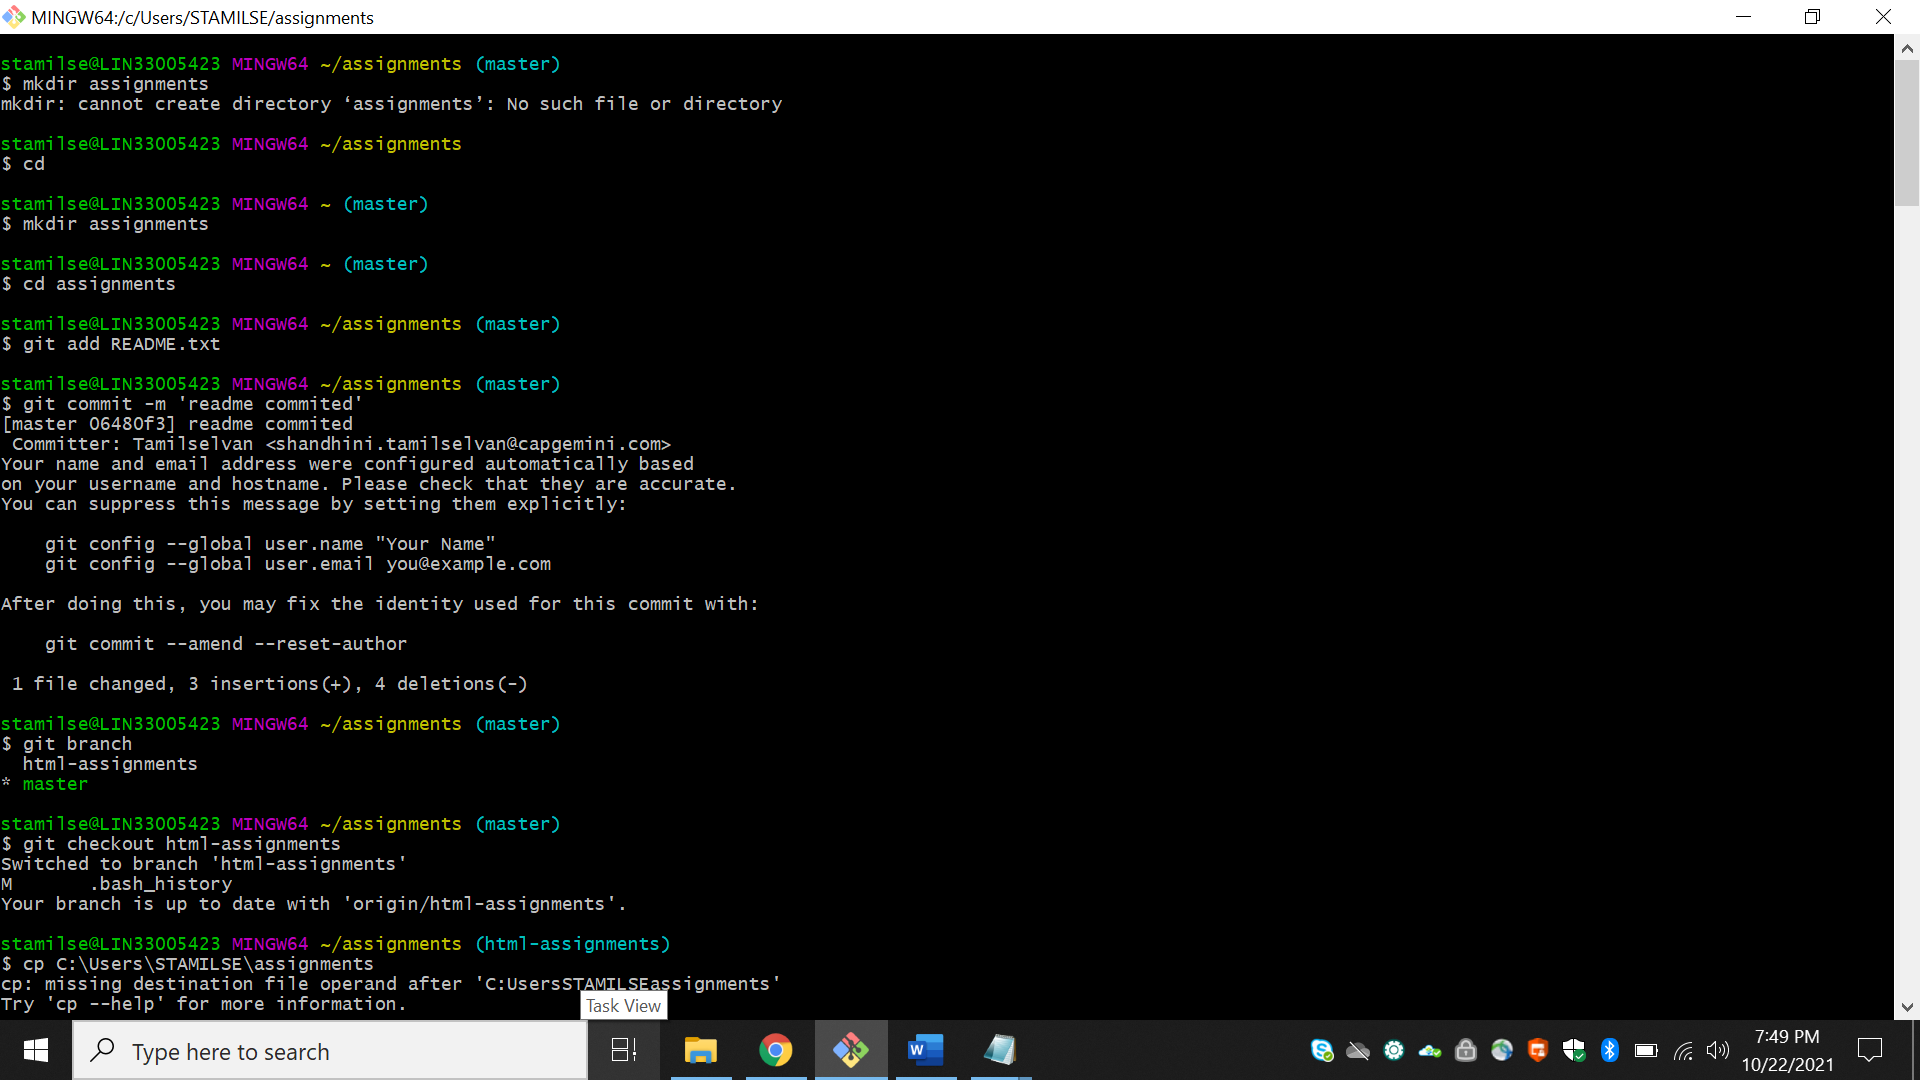 MINGW64:/c/Users/STAMILSE/assignments
stamilse@LIN33005423 MINGW64 ~/assignments (master)
$ mkdir assignments
mkdir: cannot create directory ‘assignments’: No such file or directory
stamilse@LIN33005423 MINGW64 ~/assignments
$ cd
stamilse@LIN33005423 MINGW64 ~ (master)
$ mkdir assignments
stamilse@LIN33005423 MINGW64 ~ (master)
$ cd assignments
stamilse@LIN33005423 MINGW64 ~/assignments (master)
$ git add README.txt
stamilse@LIN33005423 MINGW64 ~/assignments (master)
$ git commit -m 'readme commited'
[master 06480f3] readme commited
Committer: Tamilselvan <shandhini.tamilselvan@capgemini.com>
Your name and email address were configured automatically based
on your username and hostname. Please check that they are accurate.
You can suppress this message by setting them explicitly:
git config --global user.name "Your Name"
git config --global user.email you@example.com
After doing this, you may fix the identity used for this commit with:
git commit --amend --reset-author
1 file changed, 3 insertions(+), 4 deletions(-)
stamilse@LIN33005423 MINGW64 ~/assignments (master)
$ git branch
html-assignments
* master
stamilse@LIN33005423 MINGW64 ~/assignments (master)
$ git checkout html-assignments
Switched to branch 'html-assignments'
M       .bash_history
Your branch is up to date with 'origin/html-assignments'.
stamilse@LIN33005423 MINGW64 ~/assignments (html-assignments)
$ cp C:\Users\STAMILSE\assignments
cp: missing destination file operand after 'C:UsersSTAMILSEassignments'
Try 'cp --help' for more information.
Task View
Type here to search
7:49 PM
10/22/2021